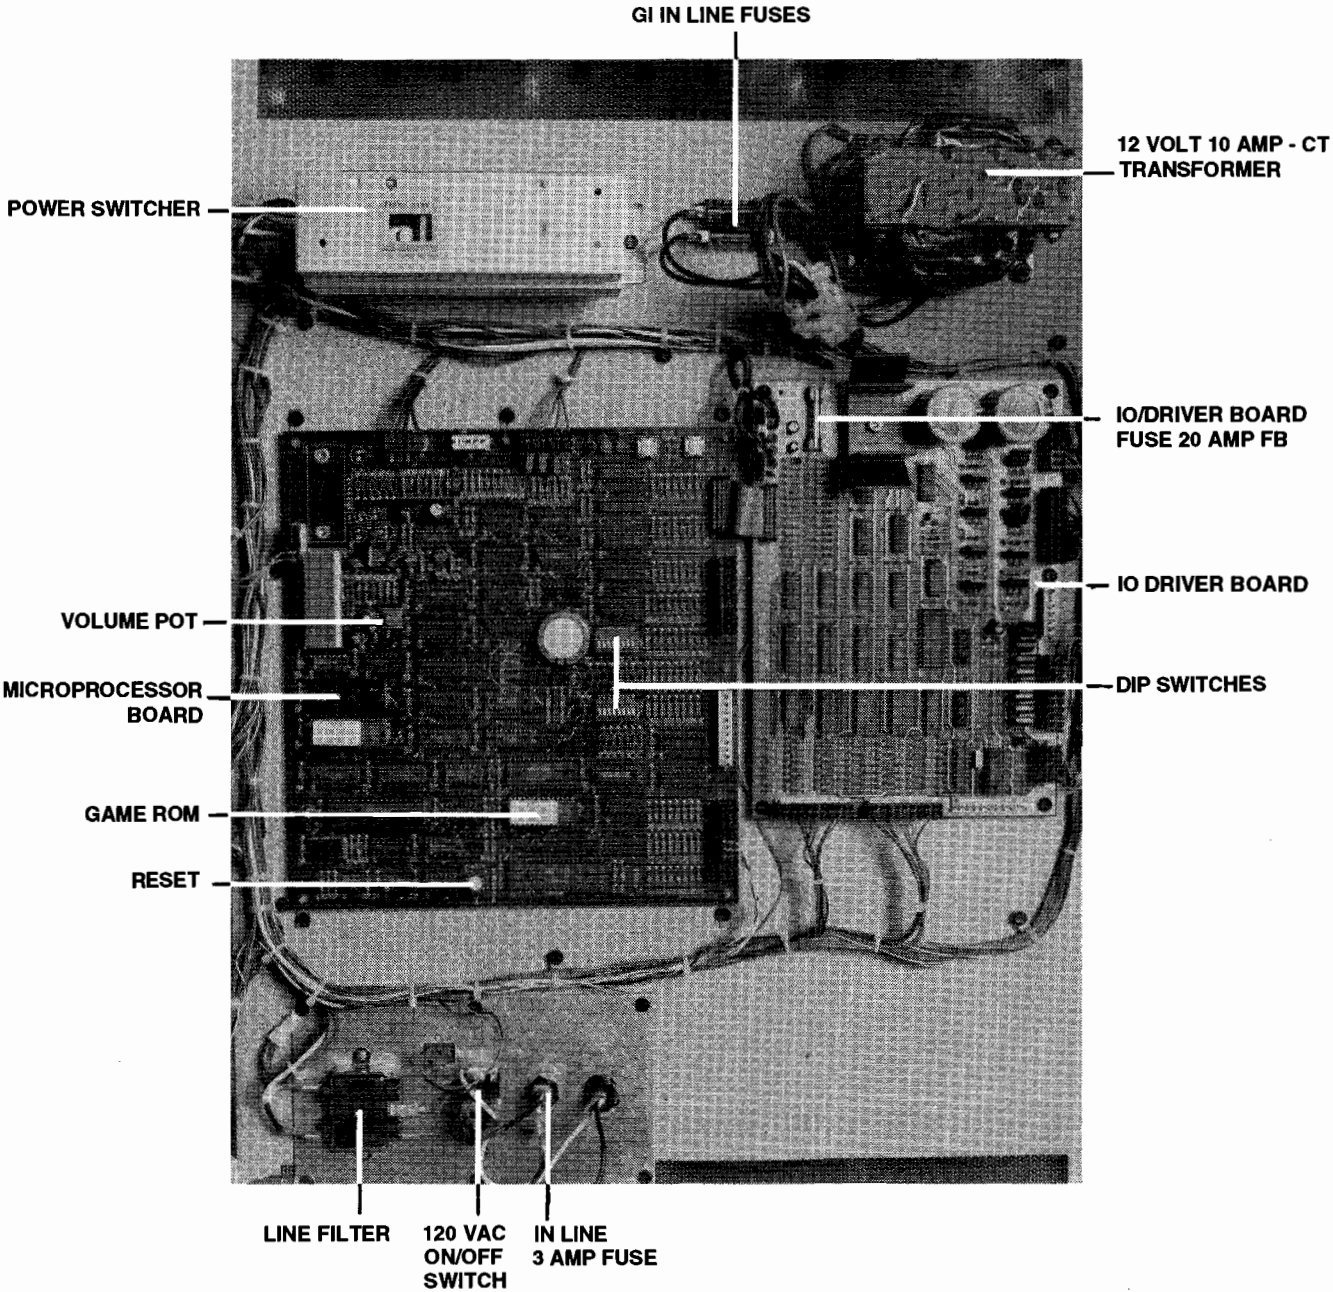 GI IN LINE FUSES
12 VOLT 10 AMP - CT
TRANSFORMER
POWER SWITCHER
IO/DRIVER BOARD
FUSE 20 AMP FB
IO DRIVER BOARD
VOLUME POT
MICROPROCESSOR
BOARD
DIP SWITCHES
GAME ROM
RESET
LINE FILTER
120 VAC
ON/OFF
SWITCH
IN LINE
3 AMP FUSE